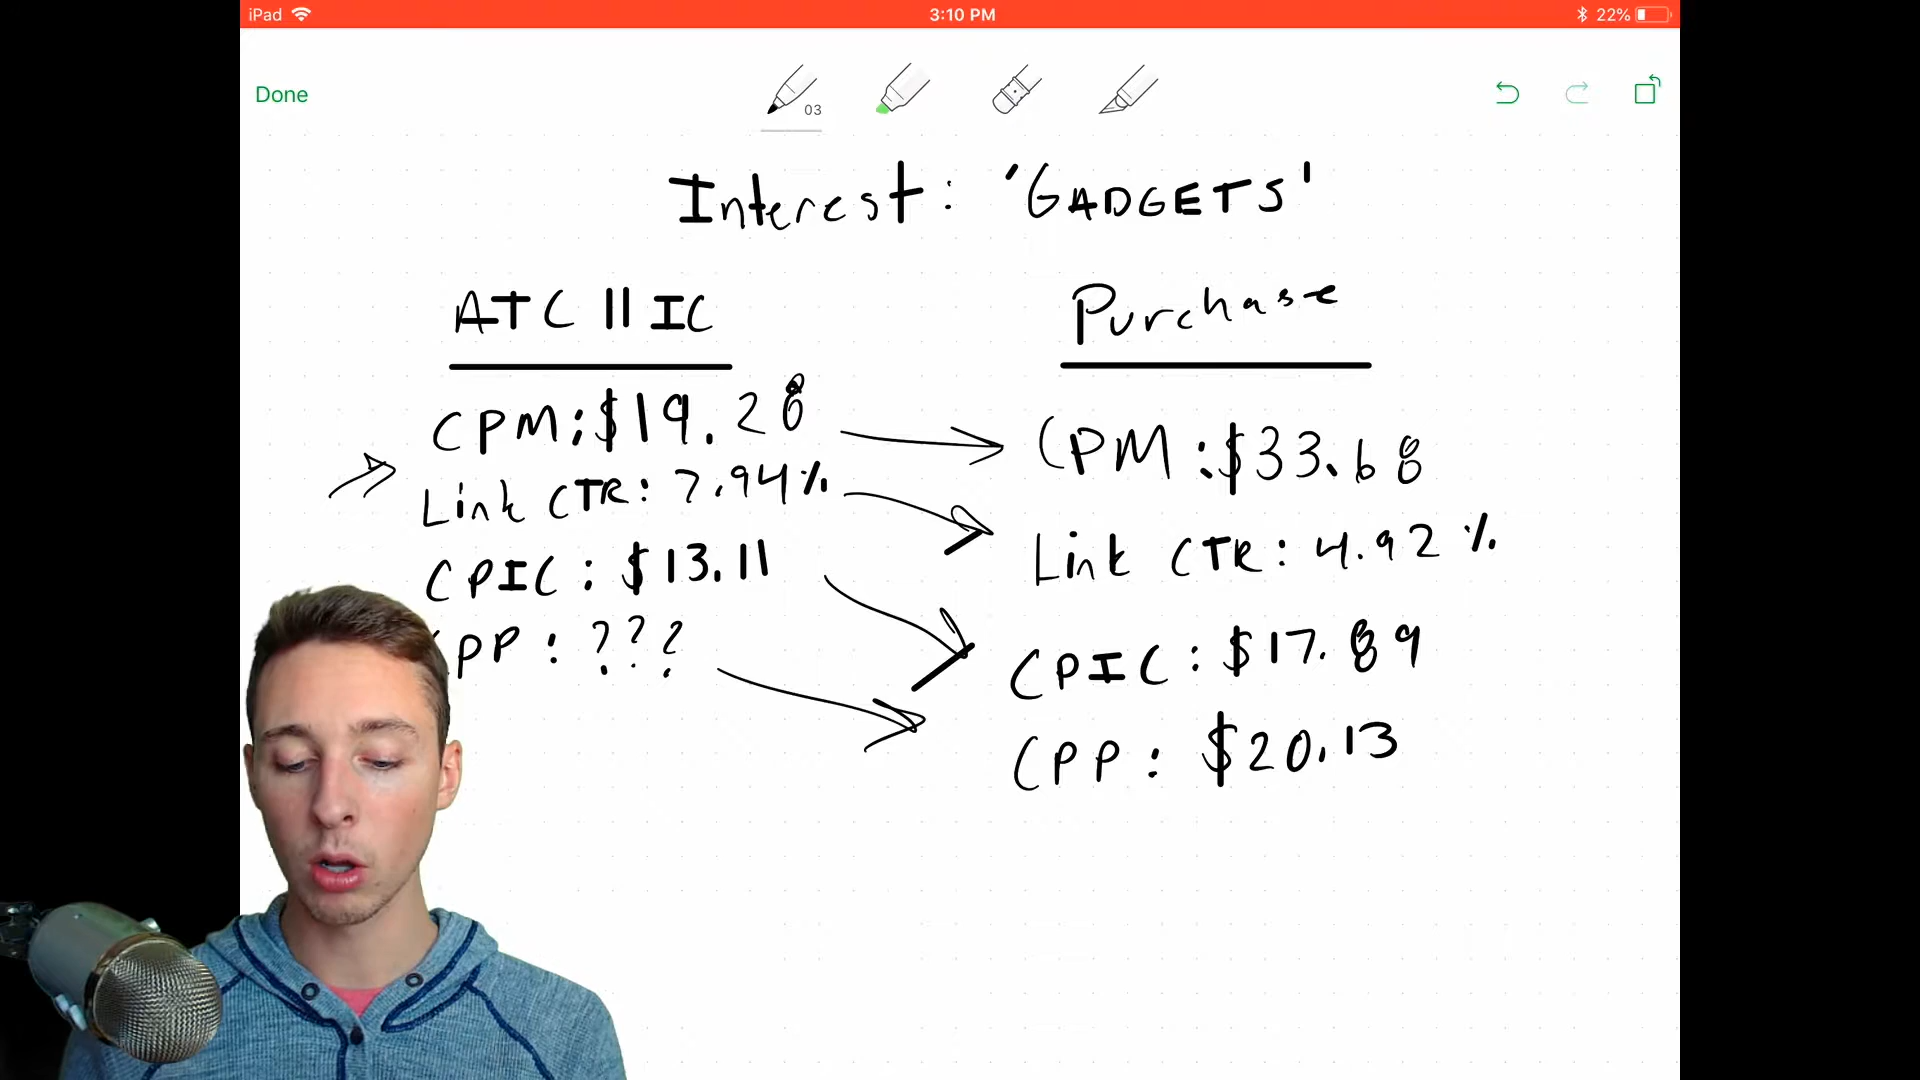 iPad 3:10 PM 22%
Done 03
Interest: 'GADGETS'
ATC || IC
CPM: $19.28
Link CTR: 7.94%
CPIC: $13.11
CPP: ???
Purchase
CPM: $33.68
Link CTR: 4.92%
CPIC: $17.89
CPP: $20.13